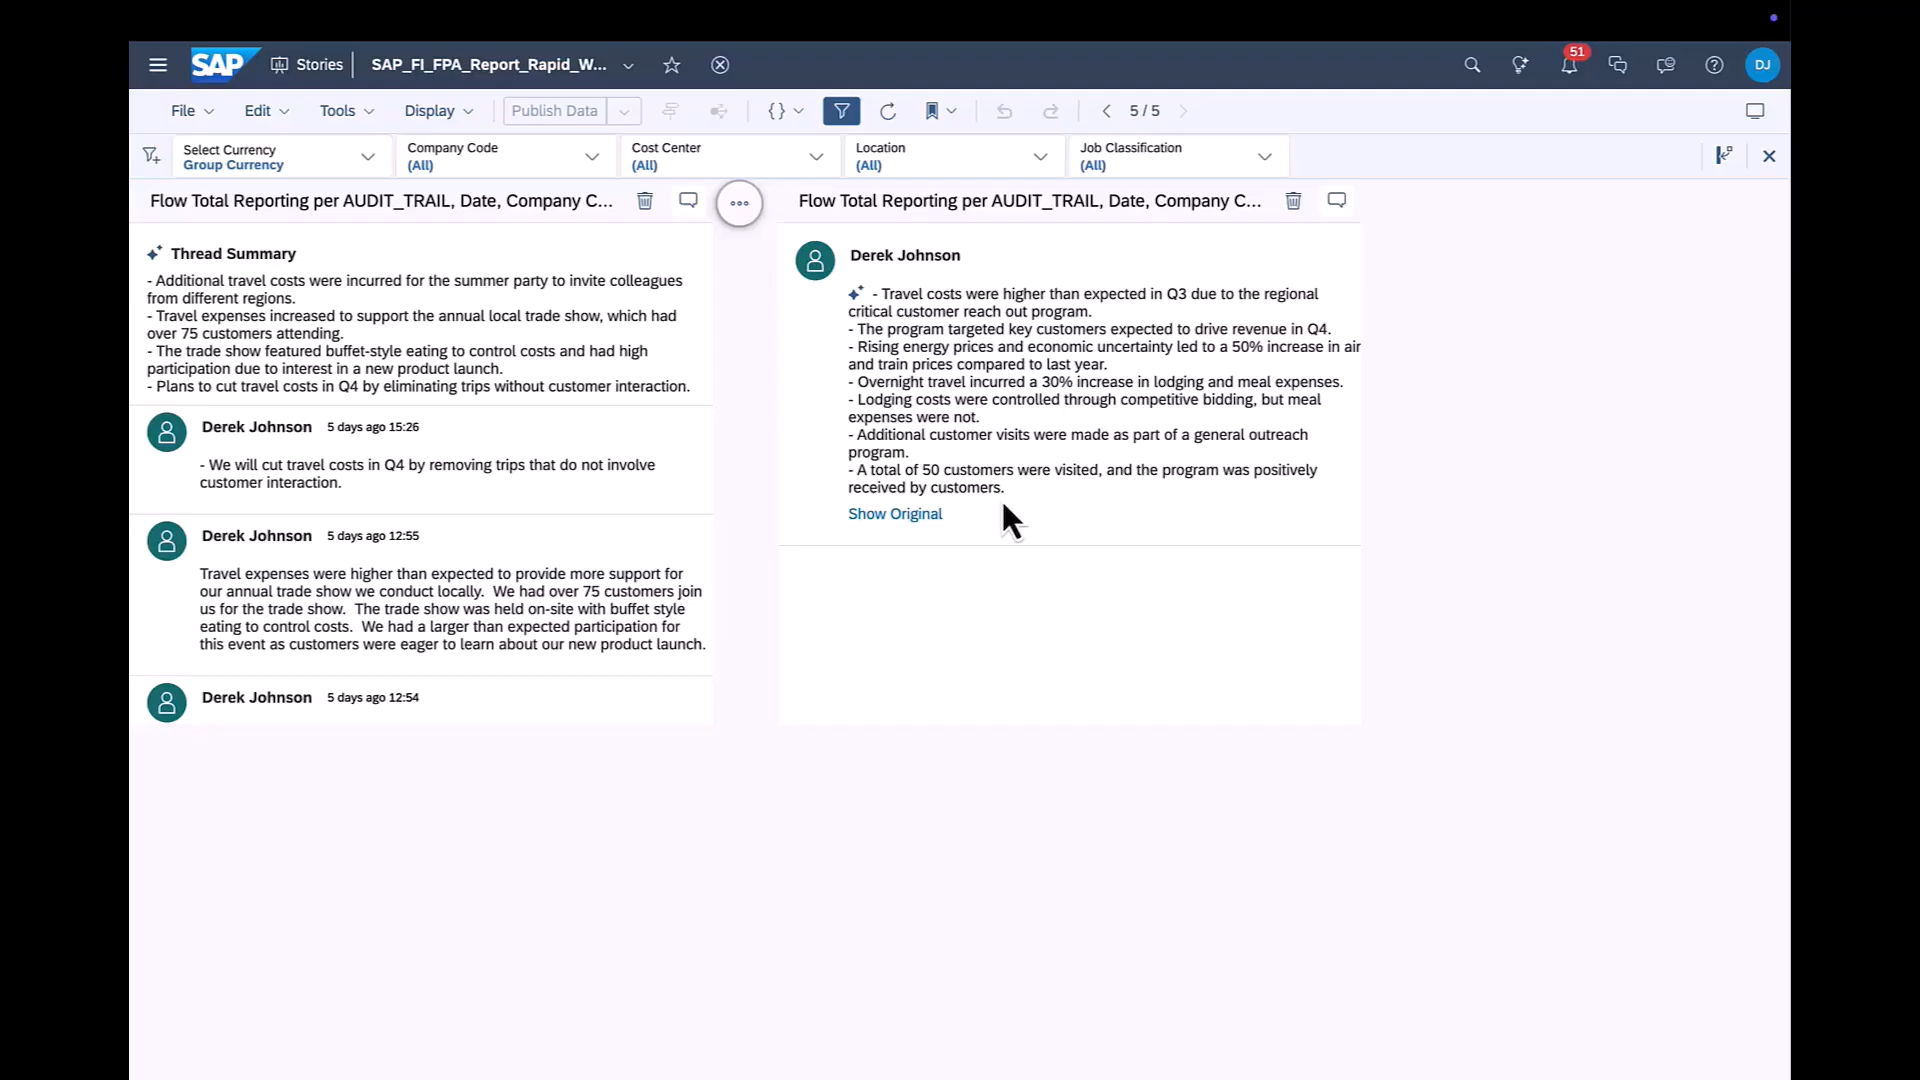 SAP Stories SAP_FI_FPA_Report_Rapid_W... 51 DJ
File Edit Tools Display Publish Data {} 5 / 5
Select Currency Company Code Cost Center Location Job Classification
Group Currency (All) (All) (All) (All)
Flow Total Reporting per AUDIT_TRAIL, Date, Company C...
Thread Summary
- Additional travel costs were incurred for the summer party to invite colleagues
from different regions.
- Travel expenses increased to support the annual local trade show, which had
over 75 customers attending.
- The trade show featured buffet-style eating to control costs and had high
participation due to interest in a new product launch.
- Plans to cut travel costs in Q4 by eliminating trips without customer interaction.
Derek Johnson 5 days ago 15:26
- We will cut travel costs in Q4 by removing trips that do not involve
customer interaction.
Derek Johnson 5 days ago 12:55
Travel expenses were higher than expected to provide more support for
our annual trade show we conduct locally. We had over 75 customers join
us for the trade show. The trade show was held on-site with buffet style
eating to control costs. We had a larger than expected participation for
this event as customers were eager to learn about our new product launch.
Derek Johnson 5 days ago 12:54
Flow Total Reporting per AUDIT_TRAIL, Date, Company C...
Derek Johnson
- Travel costs were higher than expected in Q3 due to the regional
critical customer reach out program.
- The program targeted key customers expected to drive revenue in Q4.
- Rising energy prices and economic uncertainty led to a 50% increase in air
and train prices compared to last year.
- Overnight travel incurred a 30% increase in lodging and meal expenses.
- Lodging costs were controlled through competitive bidding, but meal
expenses were not.
- Additional customer visits were made as part of a general outreach
program.
- A total of 50 customers were visited, and the program was positively
received by customers.
Show Original